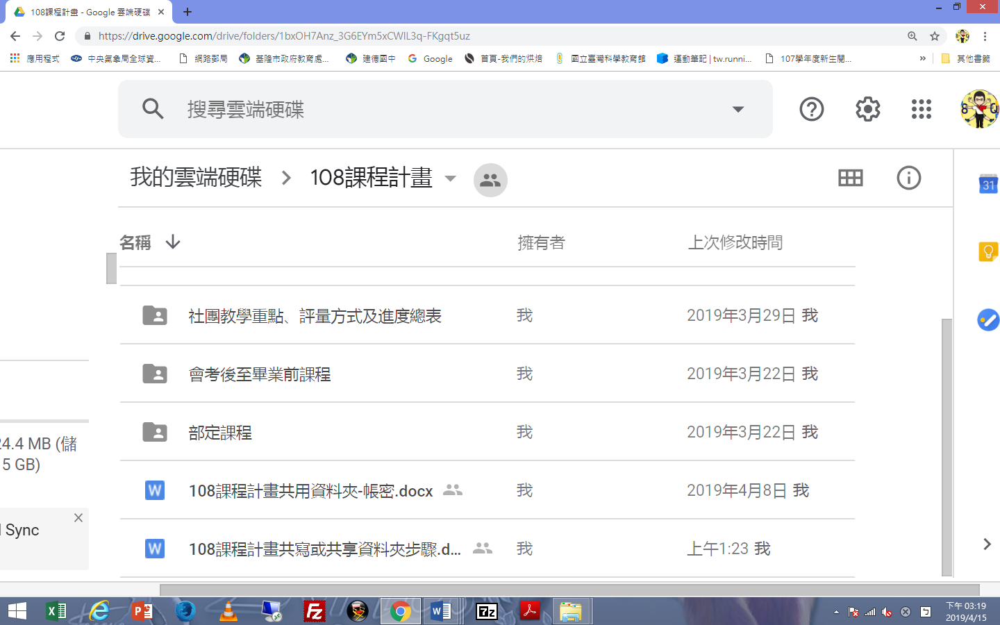 108課程計畫 - Google 雲端硬碟
https://drive.google.com/drive/folders/1bxOH7Anz_3G6EYm5xCWIL3q-FKgqt5uz
應用程式 中央氣象局全球資... 網路郵局 基隆市政府教育處... 建德國中 Google 首頁-我們的烘焙 國立臺灣科學教育館 運動筆記 | tw.runni... 107學年度新生閱... » 其他書籤
搜尋雲端硬碟
8 Q
我的雲端硬碟 > 108課程計畫
31
名稱 擁有者 上次修改時間
社團教學重點、評量方式及進度總表 我 2019年3月29日 我
會考後至畢業前課程 我 2019年3月22日 我
部定課程 我 2019年3月22日 我
24.4 MB (儲
5 GB)
W 108課程計畫共用資料夾-帳密.docx 我 2019年4月8日 我
Sync
W 108課程計畫共寫或共享資料夾步驟.d... 我 上午1:23 我
下午 03:19
2019/4/15